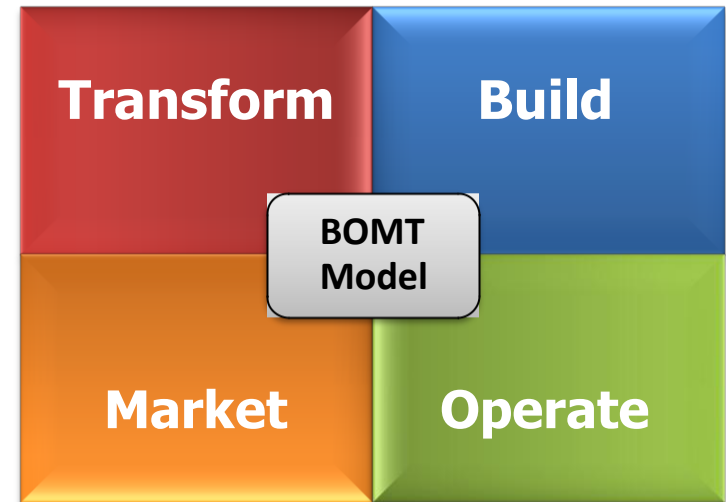 Transform
Build
BOMT
Model
Market
Operate